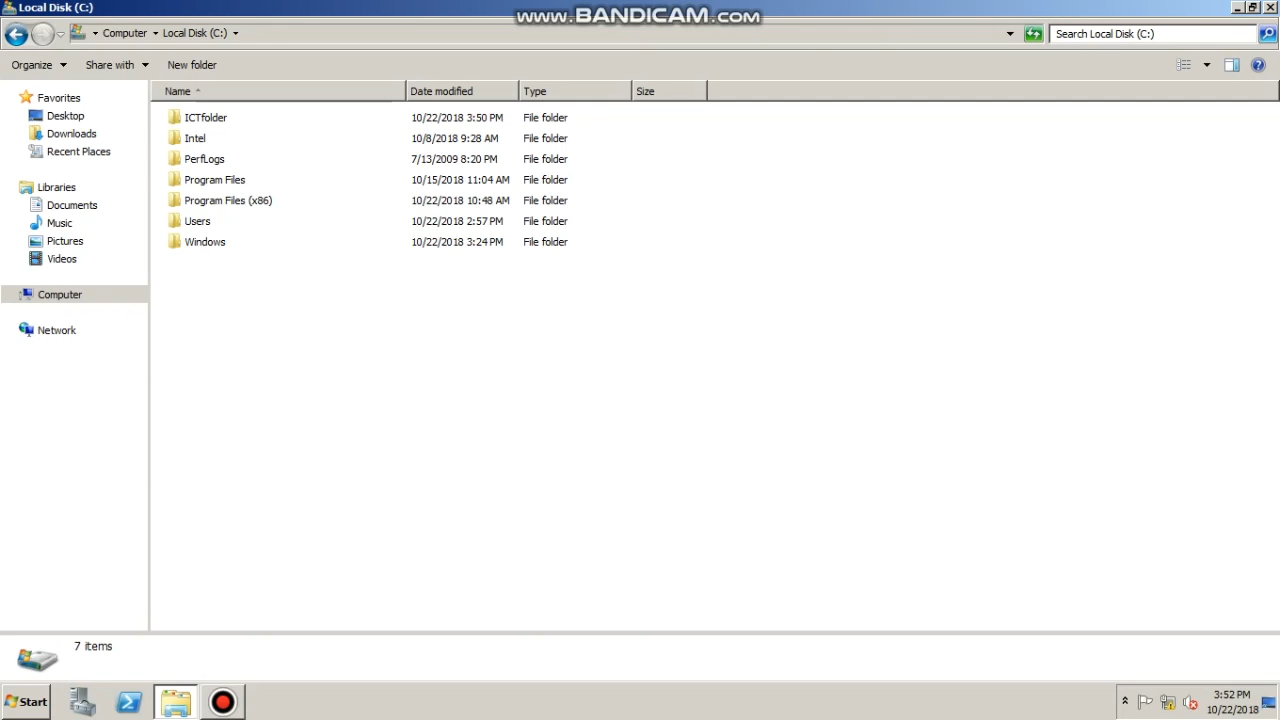 Local Disk (C:)
www.BANDICAM.com
Computer Local Disk (C:)
Search Local Disk (C:)
Organize Share with New folder
Name Date modified Type Size
Favorites
Desktop
Downloads
Recent Places
Libraries
Documents
Music
Pictures
Videos
Computer
Network
ICTfolder 10/22/2018 3:50 PM File folder
Intel 10/8/2018 9:28 AM File folder
PerfLogs 7/13/2009 8:20 PM File folder
Program Files 10/15/2018 11:04 AM File folder
Program Files (x86) 10/22/2018 10:48 AM File folder
Users 10/22/2018 2:57 PM File folder
Windows 10/22/2018 3:24 PM File folder
7 items
Start
3:52 PM
10/22/2018